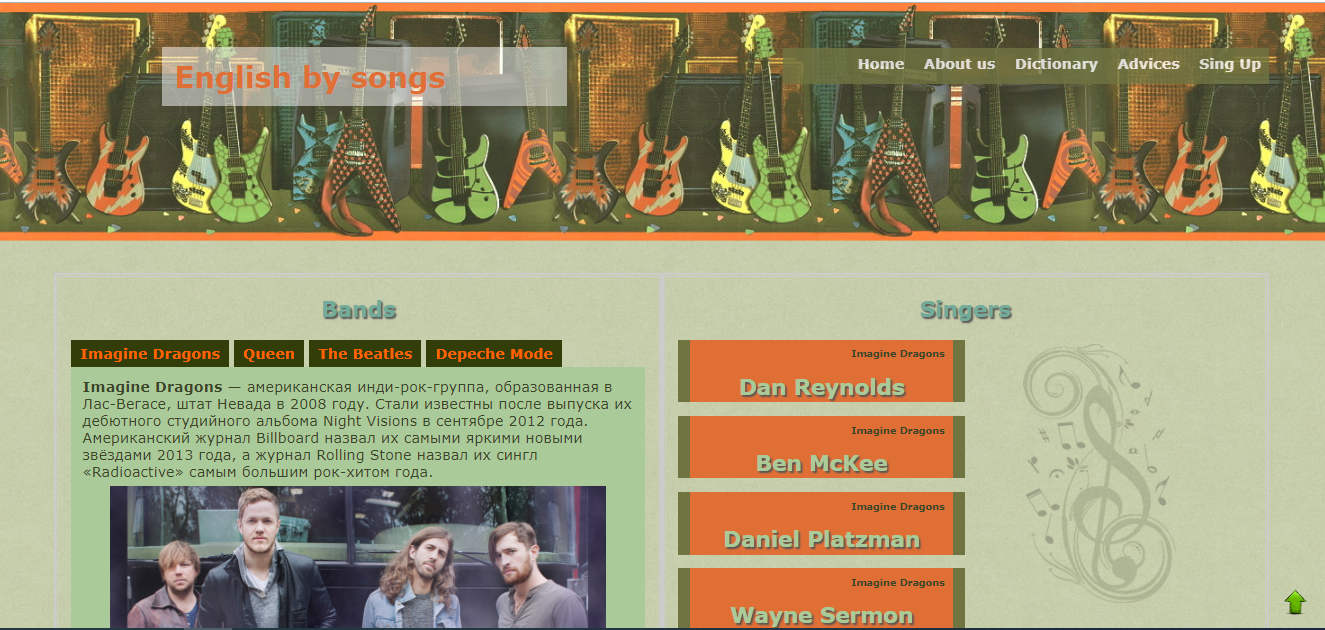 English by songs
Home About us Dictionary Advices Sing Up
Bands
Imagine Dragons Queen The Beatles Depeche Mode
Imagine Dragons — американская инди-рок-группа, образованная в
Лас-Вегасе, штат Невада в 2008 году. Стали известны после выпуска их
дебютного студийного альбома Night Visions в сентябре 2012 года.
Американский журнал Billboard назвал их самыми яркими новыми
звёздами 2013 года, а журнал Rolling Stone назвал их сингл
«Radioactive» самым большим рок-хитом года.
Singers
Imagine Dragons
Dan Reynolds
Imagine Dragons
Ben McKee
Imagine Dragons
Daniel Platzman
Imagine Dragons
Wayne Sermon